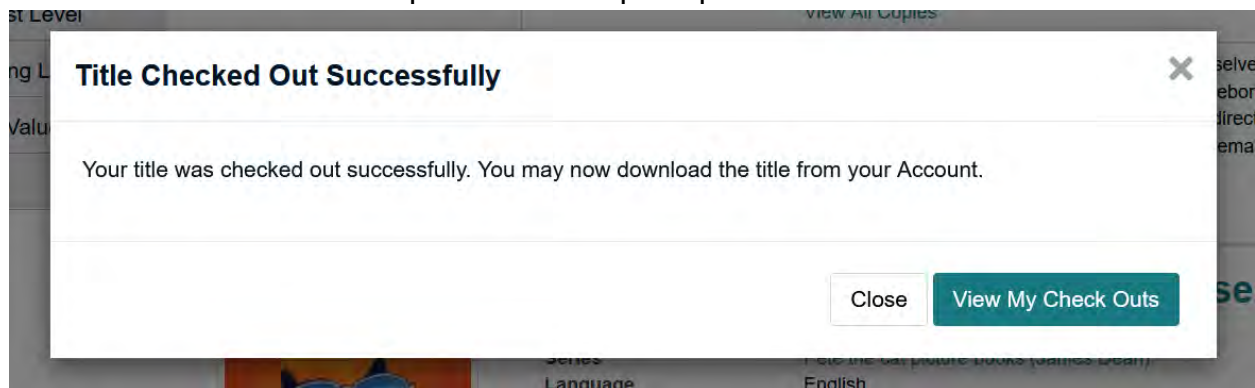 View All Copies
Title Checked Out Successfully
Your title was checked out successfully. You may now download the title from your Account.
Close
View My Check Outs
Series
Pete the cat picture books (James Dean)
Language
English